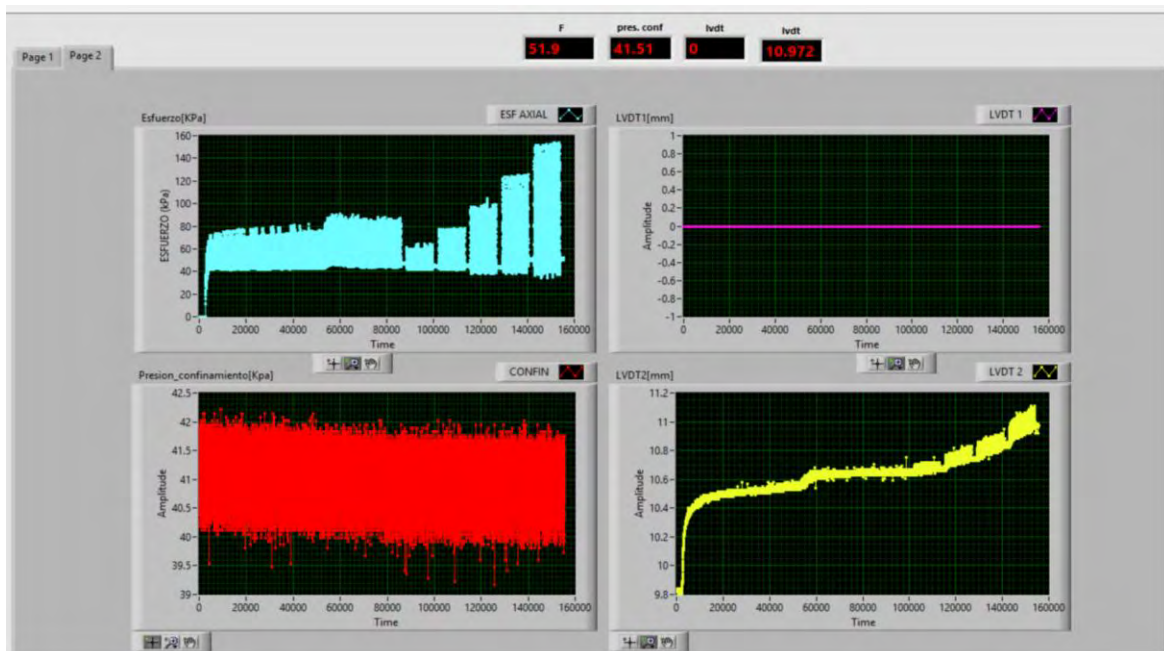 F pres. conf lvdt lvdt
51.9 41.51 0 10.972
Page 1 Page 2
Esfuerzo[KPa] ESF AXIAL
160
140
120
100
80
60
40
20
0
ESFUERZO (kPa)
0 20000 40000 60000 80000 100000 120000 140000 160000
Time
LVDT1[mm] LVDT 1
1
0.8
0.6
0.4
0.2
0
-0.2
-0.4
-0.6
-0.8
-1
Amplitude
0 20000 40000 60000 80000 100000 120000 140000 160000
Time
Presion_confinamiento[Kpa] CONFIN
42.5
42
41.5
41
40.5
40
39.5
39
Amplitude
0 20000 40000 60000 80000 100000 120000 140000 160000
Time
LVDT2[mm] LVDT 2
11.2
11
10.8
10.6
10.4
10.2
10
9.8
Amplitude
0 20000 40000 60000 80000 100000 120000 140000 160000
Time